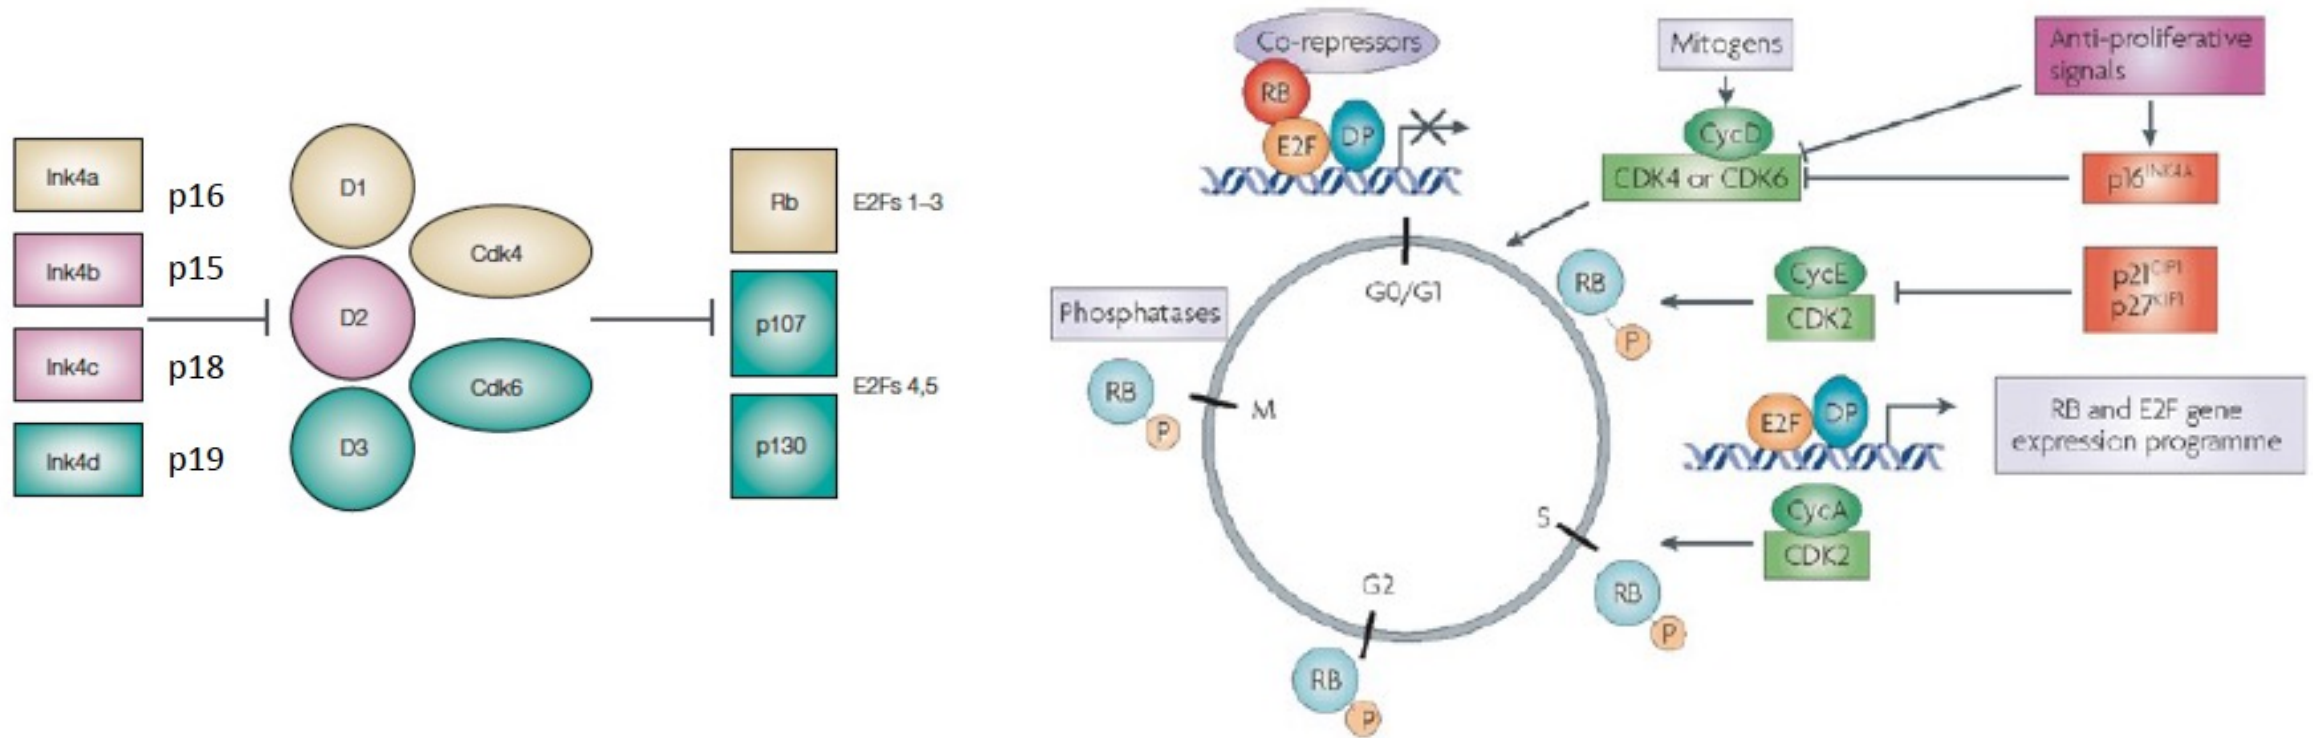 Ink4a
p16
Ink4b
p15
Ink4c
p18
Ink4d
p19
D1
D2
D3
Cdk4
Cdk6
Rb
E2Fs 1–3
p107
E2Fs 4,5
p130
Co-repressors
RB
E2F
DP
Mitogens
CycD
CDK4 or CDK6
Anti-proliferative
signals
p16INK4A
G0/G1
RB
P
CycE
CDK2
p21CIP1
p27KIP1
Phosphatases
RB
P
M
E2F
DP
RB and E2F gene
expression programme
S
CycA
CDK2
RB
P
G2
RB
P